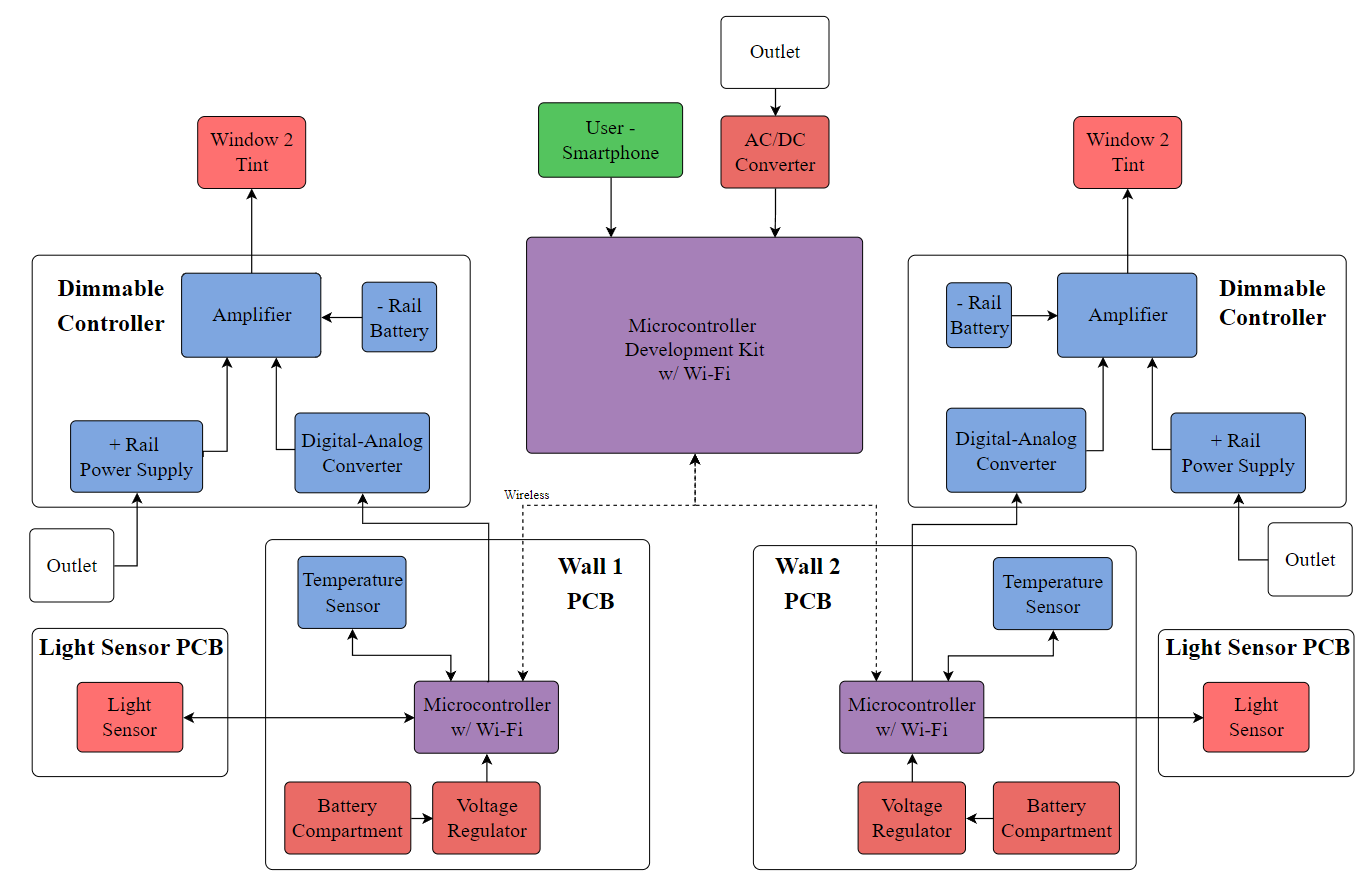 Outlet
User -
Smartphone
AC/DC
Converter
Window 2
Tint
Window 2
Tint
Dimmable
Controller
Amplifier
- Rail
Battery
+ Rail
Power Supply
Digital-Analog
Converter
Microcontroller
Development Kit
w/ Wi-Fi
- Rail
Battery
Amplifier
Dimmable
Controller
Digital-Analog
Converter
+ Rail
Power Supply
Wireless
Outlet
Outlet
Wall 1
PCB
Temperature
Sensor
Light Sensor PCB
Light
Sensor
Microcontroller
w/ Wi-Fi
Battery
Compartment
Voltage
Regulator
Wall 2
PCB
Temperature
Sensor
Light Sensor PCB
Microcontroller
w/ Wi-Fi
Light
Sensor
Voltage
Regulator
Battery
Compartment